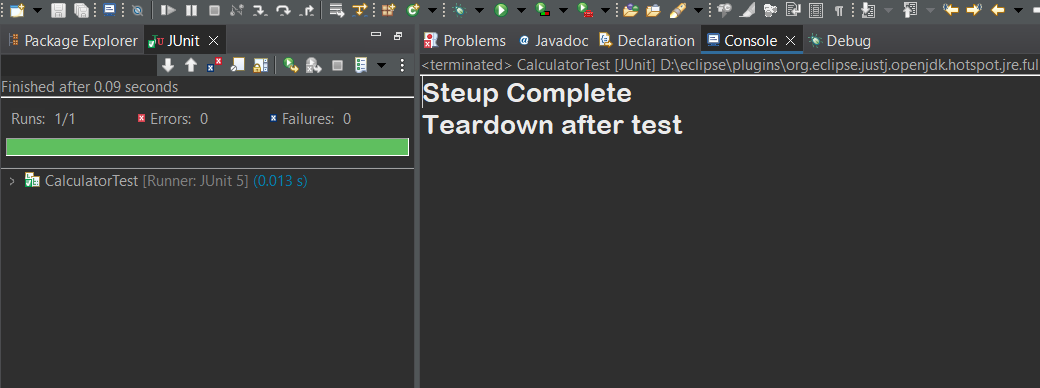 Package Explorer JUnit
Problems @ Javadoc Declaration Console Debug
Finished after 0.09 seconds
<terminated> CalculatorTest [JUnit] D:\eclipse\plugins\org.eclipse.justj.openjdk.hotspot.jre.ful
Runs: 1/1 Errors: 0 Failures: 0
CalculatorTest [Runner: JUnit 5] (0.013 s)
Steup Complete
Teardown after test